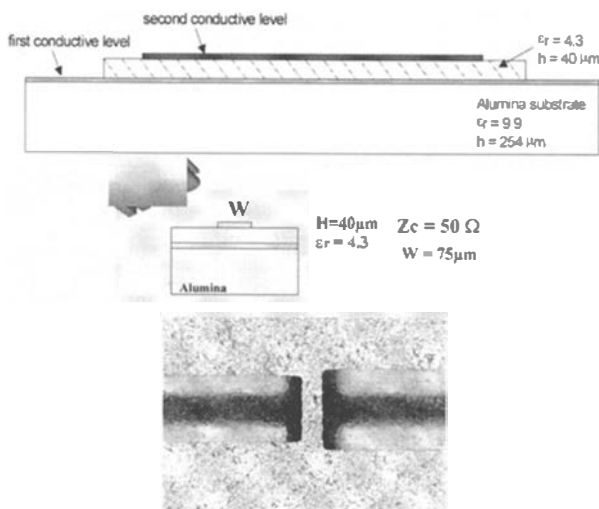 second conductive level
first conductive level
εr = 4.3
h = 40 μm
Alumina substrate
εr = 9.9
h = 254 μm
W
H=40μm
εr = 4.3
Zc = 50 Ω
W = 75μm
Alumina